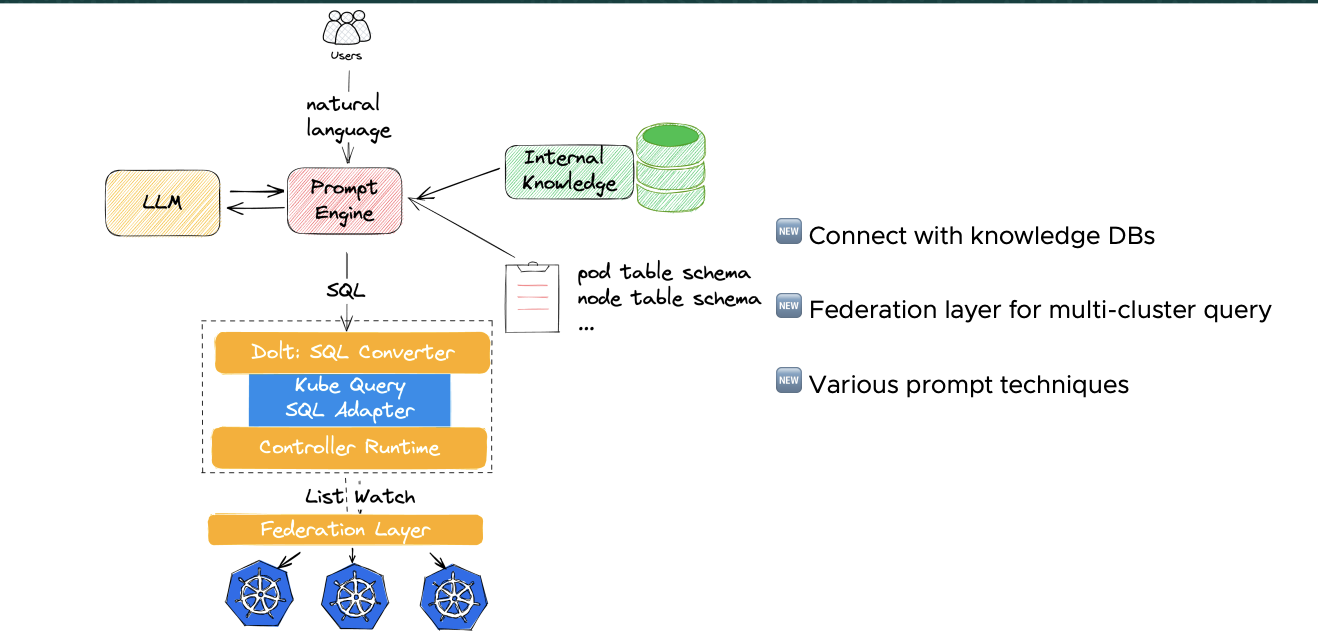 Users
natural
language
LLM
Prompt
Engine
Internal
Knowledge
pod table schema
node table schema
...
SQL
Dolt: SQL Converter
Kube Query
SQL Adapter
Controller Runtime
List Watch
Federation Layer
NEW Connect with knowledge DBs
NEW Federation layer for multi-cluster query
NEW Various prompt techniques